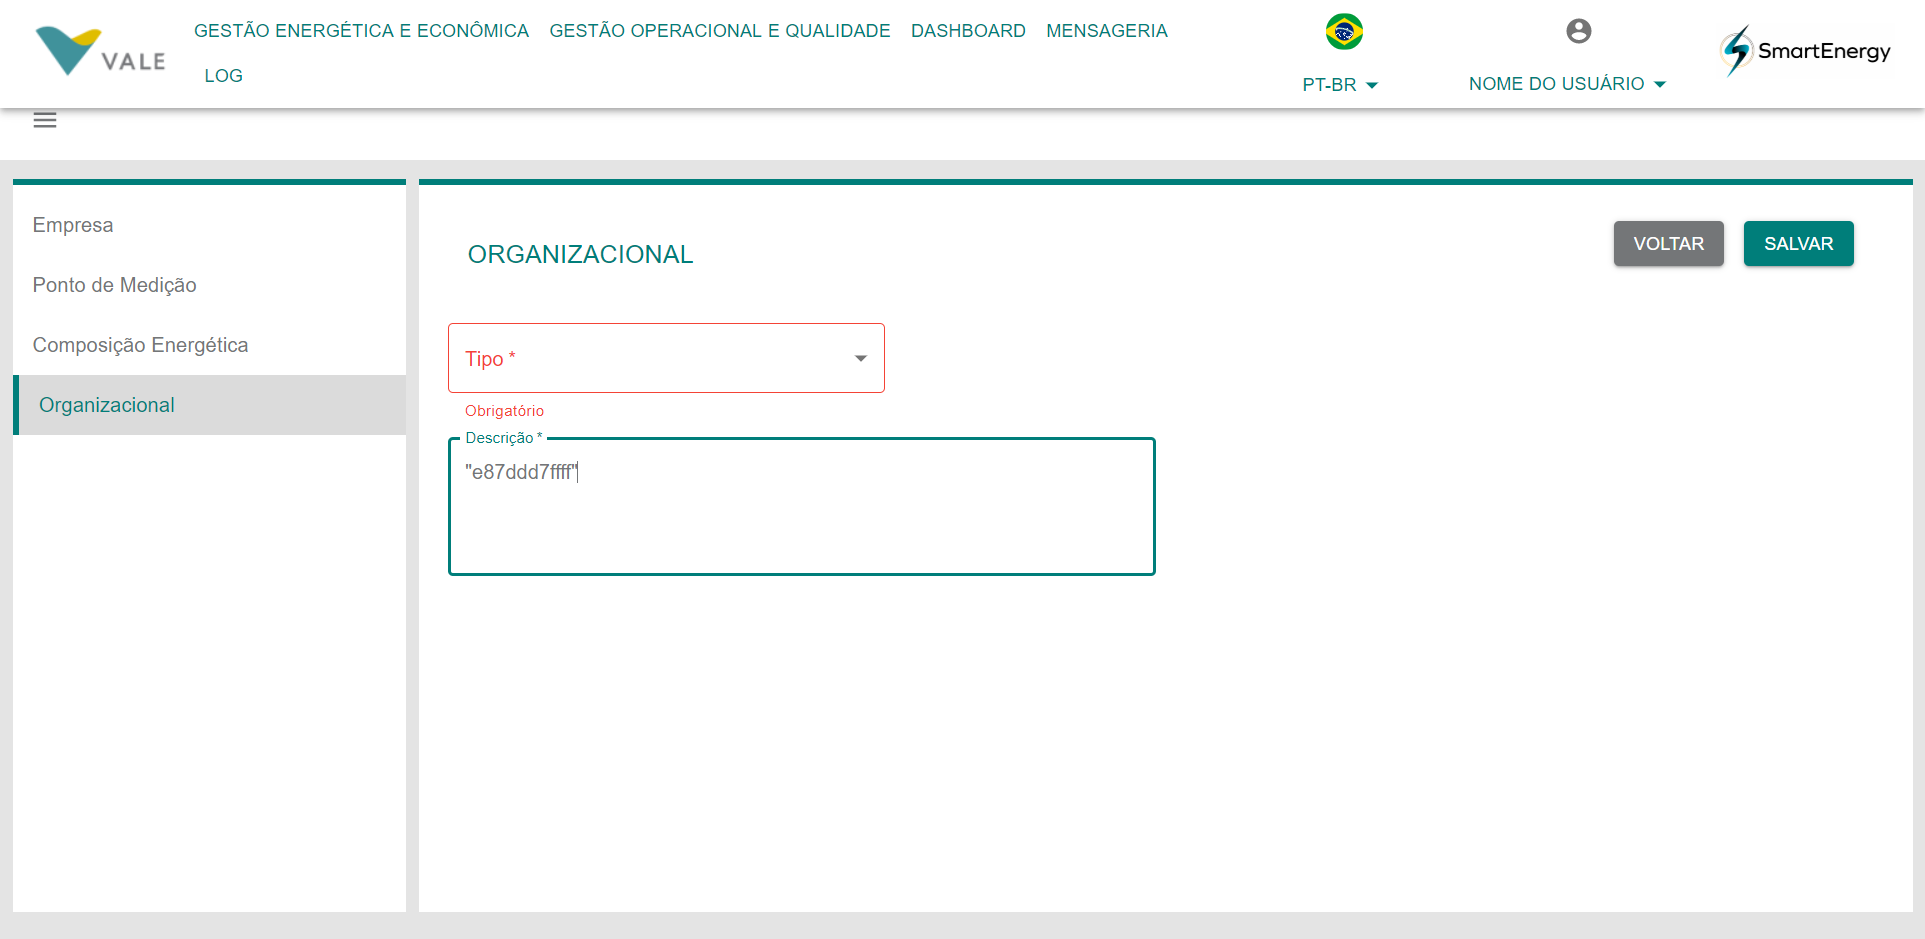 VALE
GESTÃO ENERGÉTICA E ECONÔMICA
GESTÃO OPERACIONAL E QUALIDADE
DASHBOARD
MENSAGERIA
LOG
PT-BR
NOME DO USUÁRIO
SmartEnergy
Empresa
Ponto de Medição
Composição Energética
Organizacional
ORGANIZACIONAL
VOLTAR
SALVAR
Tipo *
Obrigatório
Descrição *
"e87ddd7ffff"